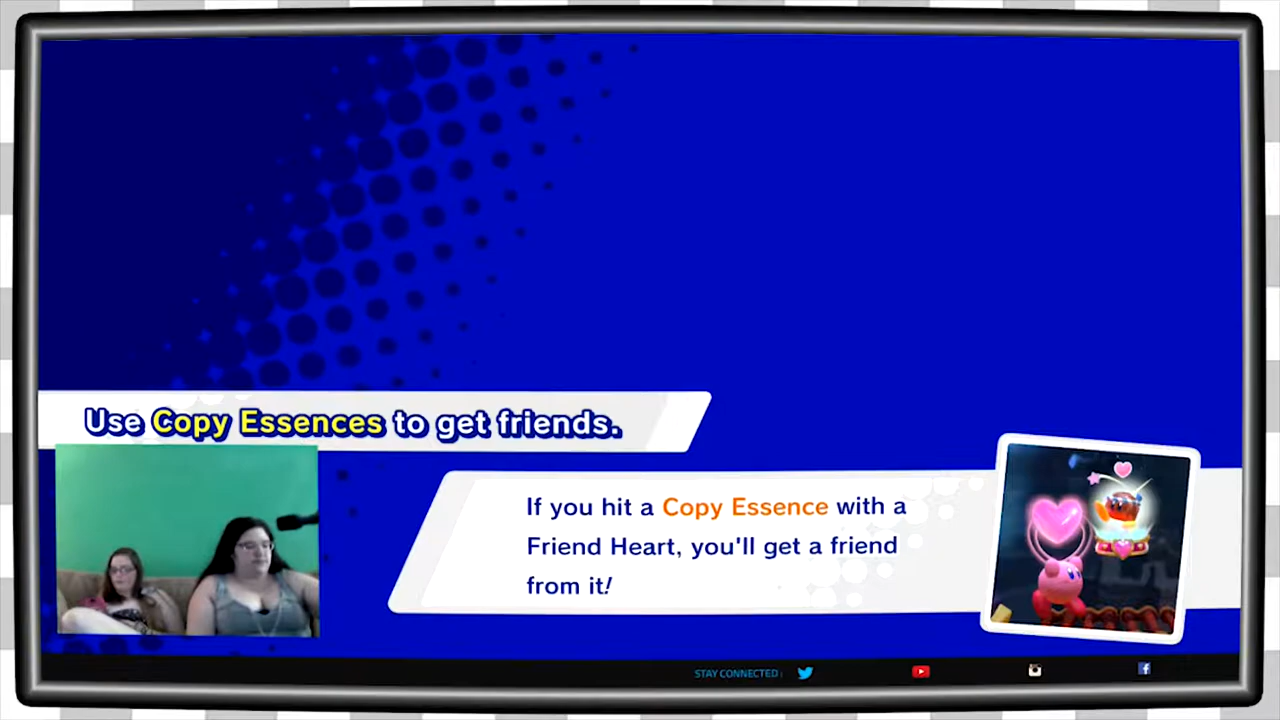 Use Copy Essences to get friends.
If you hit a Copy Essence with a
Friend Heart, you'll get a friend
from it!
STAY CONNECTED |